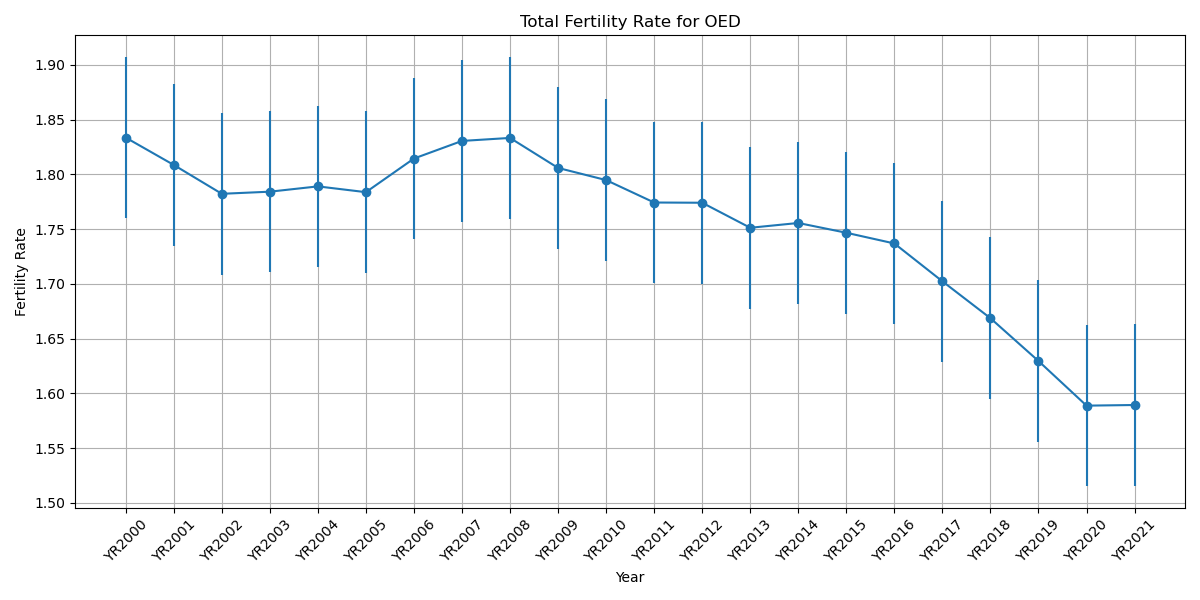 Total Fertility Rate for OED
Fertility Rate
1.90
1.85
1.80
1.75
1.70
1.65
1.60
1.55
1.50
YR2000
YR2001
YR2002
YR2003
YR2004
YR2005
YR2006
YR2007
YR2008
YR2009
YR2010
YR2011
YR2012
YR2013
YR2014
YR2015
YR2016
YR2017
YR2018
YR2019
YR2020
YR2021
Year